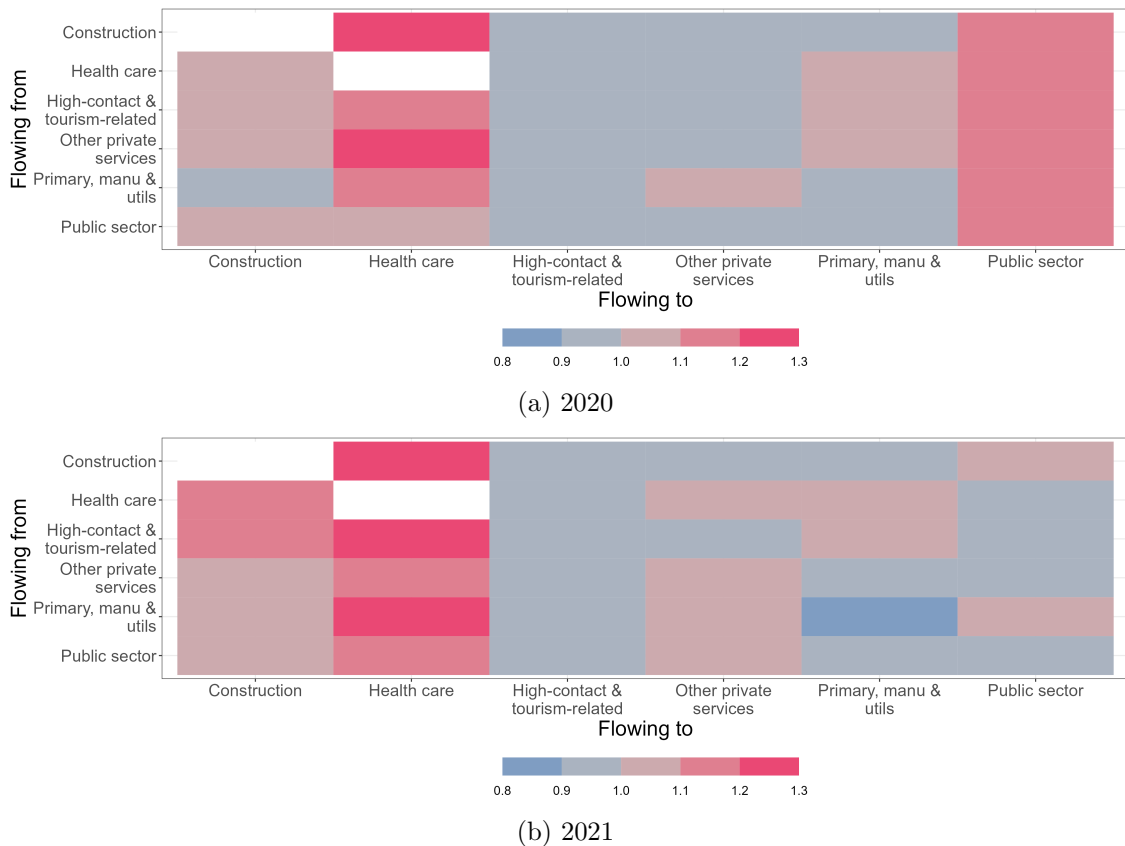 Flowing from
Construction
Health care
High-contact &
tourism-related
Other private
services
Primary, manu &
utils
Public sector
Construction
Health care
High-contact &
tourism-related
Other private
services
Primary, manu &
utils
Public sector
Flowing to
0.8 0.9 1.0 1.1 1.2 1.3
(a) 2020
Flowing from
Construction
Health care
High-contact &
tourism-related
Other private
services
Primary, manu &
utils
Public sector
Construction
Health care
High-contact &
tourism-related
Other private
services
Primary, manu &
utils
Public sector
Flowing to
0.8 0.9 1.0 1.1 1.2 1.3
(b) 2021